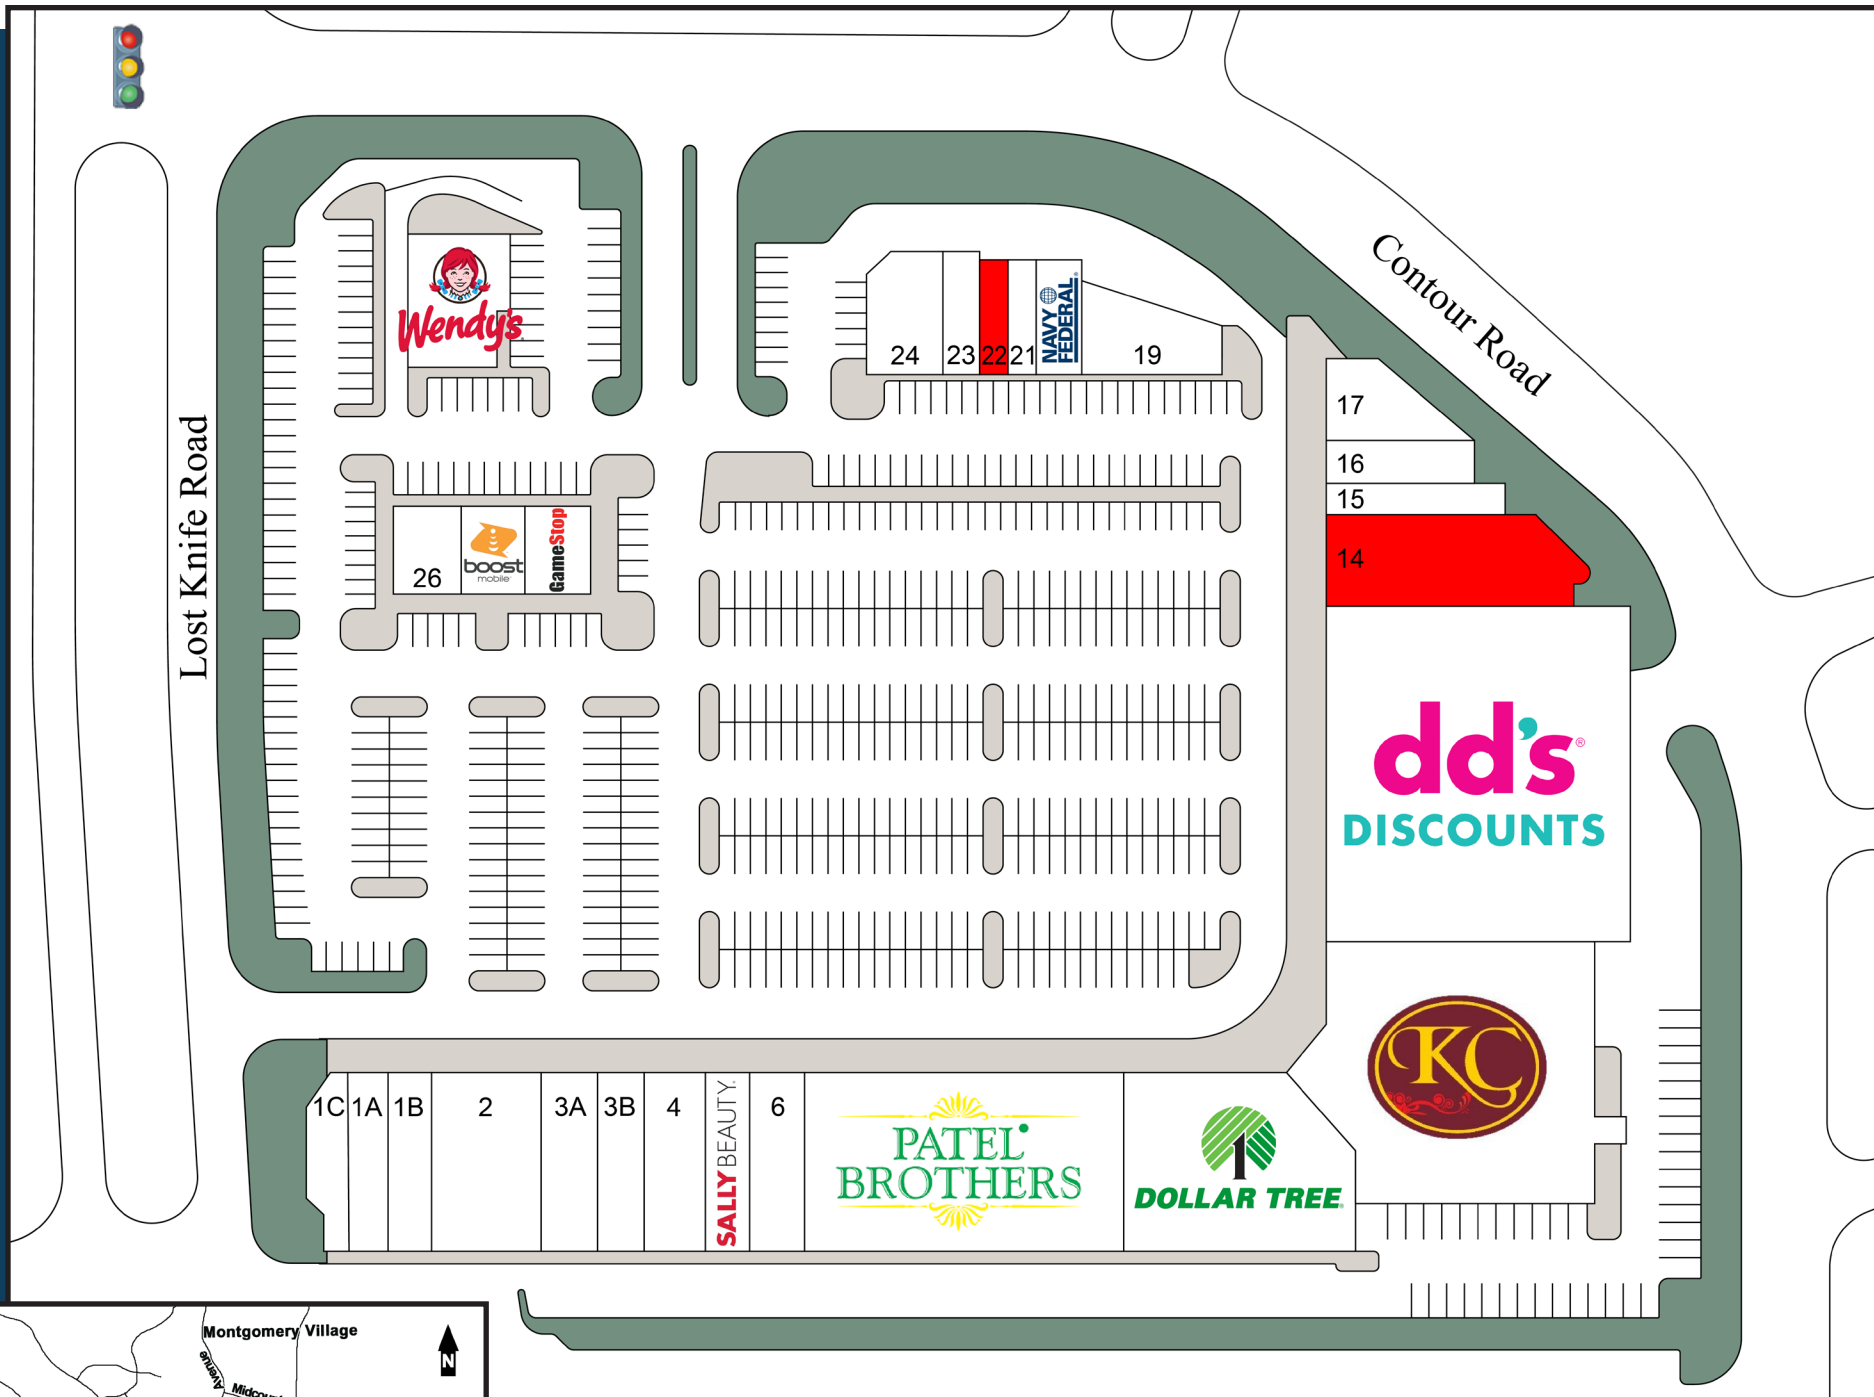 Contour Road
Lost Knife Road
Wendy's
24
23
22
21
NAVY
FEDERAL
19
17
16
15
14
26
boost
mobile
GameStop
dd's
DISCOUNTS
KC
1C
1A
1B
2
3A
3B
4
SALLY BEAUTY
6
PATEL
BROTHERS
1
DOLLAR TREE
Montgomery Village
Avenue
N